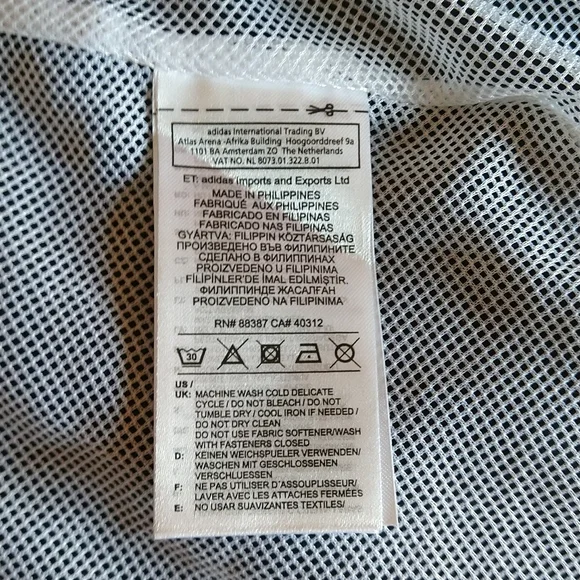 adidas International Trading BV
Atlas Arena -Afrika Building Hoogoorddreef 9a
1101 BA Amsterdam ZO The Netherlands
VAT NO. NL 8073.01.322.B.01
ET: adidas Imports and Exports Ltd
MADE IN PHILIPPINES
FABRIQUÉ AUX PHILIPPINES
FABRICADO EN FILIPINAS
FABRICADO NAS FILIPINAS
GYÁRTVA: FILIPPIN KÖZTÁRSASÁG
ПРОИЗВЕДЕНО ВЪВ ФИЛИПИНИТЕ
СДЕЛАНО В ФИЛИППИНАХ
PROIZVEDENO U FILIPINIMA
FİLİPİNLER'DE İMAL EDİLMİŞTİR.
ФИЛИППИНДЕ ЖАСАЛҒАН
PROIZVEDENO NA FILIPINIMA
RN# 88387 CA# 40312
30
US /
UK: MACHINE WASH COLD DELICATE
CYCLE / DO NOT BLEACH / DO NOT
TUMBLE DRY / COOL IRON IF NEEDED /
DO NOT DRY CLEAN
DO NOT USE FABRIC SOFTENER/WASH
WITH FASTENERS CLOSED
D: KEINEN WEICHSPUELER VERWENDEN/
WASCHEN MIT GESCHLOSSENEN
VERSCHLUESSEN
F: NE PAS UTILISER D'ASSOUPLISSEUR/
LAVER AVEC LES ATTACHES FERMÉES
E: NO USAR SUAVIZANTES TEXTILES/